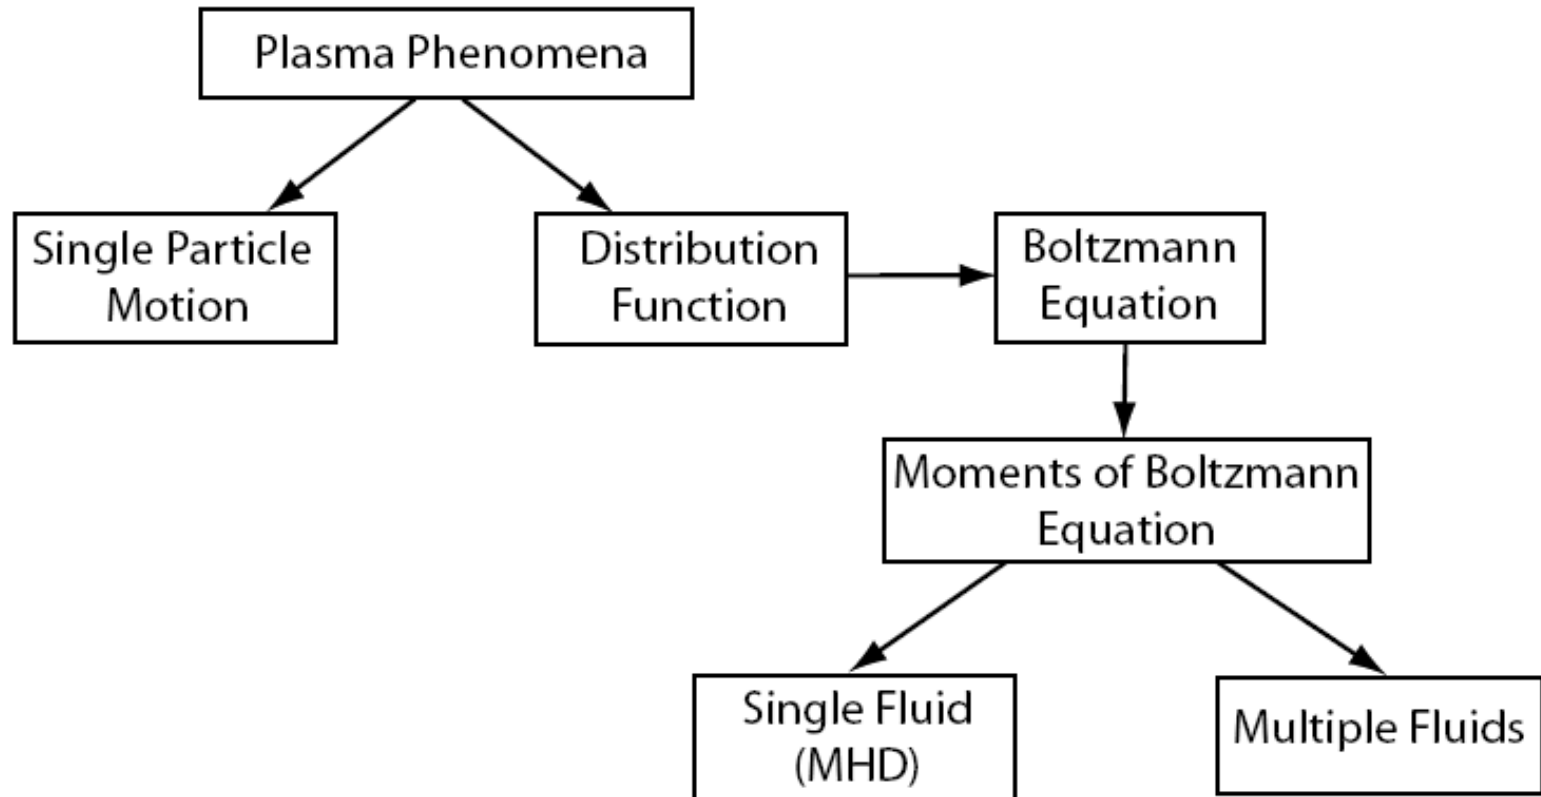 Plasma Phenomena
Single Particle
Motion
Distribution
Function
Boltzmann
Equation
Moments of Boltzmann
Equation
Single Fluid
(MHD)
Multiple Fluids